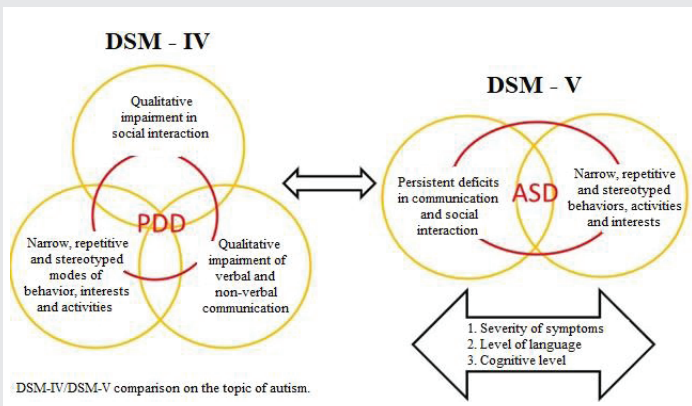 DSM - IV
Qualitative
impairment in
social interaction
PDD
Narrow, repetitive
and stereotyped
modes of
behavior, interests
and activities
Qualitative
impairment of
verbal and
non-verbal
communication
DSM - V
Persistent deficits
in communication
and social
interaction
ASD
Narrow, repetitive
and stereotyped
behaviors, activities
and interests
1. Severity of symptoms
2. Level of language
3. Cognitive level
DSM-IV/DSM-V comparison on the topic of autism.